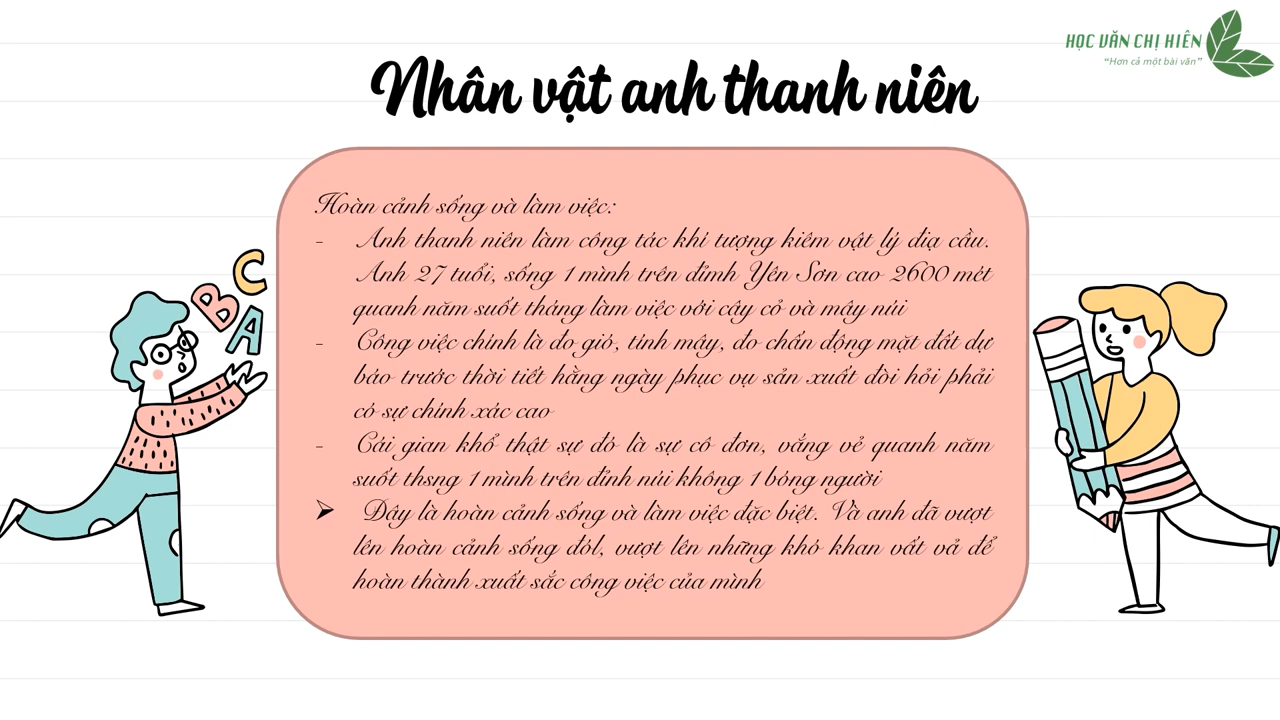 HỌC VĂN CHỊ HIÊN
“Hơn cả một bài văn”
Nhân vật anh thanh niên
Hoàn cảnh sống và làm việc:
- Anh thanh niên làm công tác khí tượng kiêm vật lý địa cầu.
Anh 27 tuổi, sống 1 mình trên đỉnh Yên Sơn cao 2600 mét
quanh năm suốt tháng làm việc với cây cỏ và mây núi
- Công việc chính là đo gió, tính mây, đo chấn động mặt đất dự
báo trước thời tiết hằng ngày phục vụ sản xuất đòi hỏi phải
có sự chính xác cao
- Cái gian khổ thật sự đó là sự cô đơn, vắng vẻ quanh năm
suốt thsng 1 mình trên đỉnh núi không 1 bóng người
➢ Đây là hoàn cảnh sống và làm việc đặc biệt. Và anh đã vượt
lên hoàn cảnh sống đól, vượt lên những khó khan vất vả để
hoàn thành xuất sắc công việc của mình
B
C
A